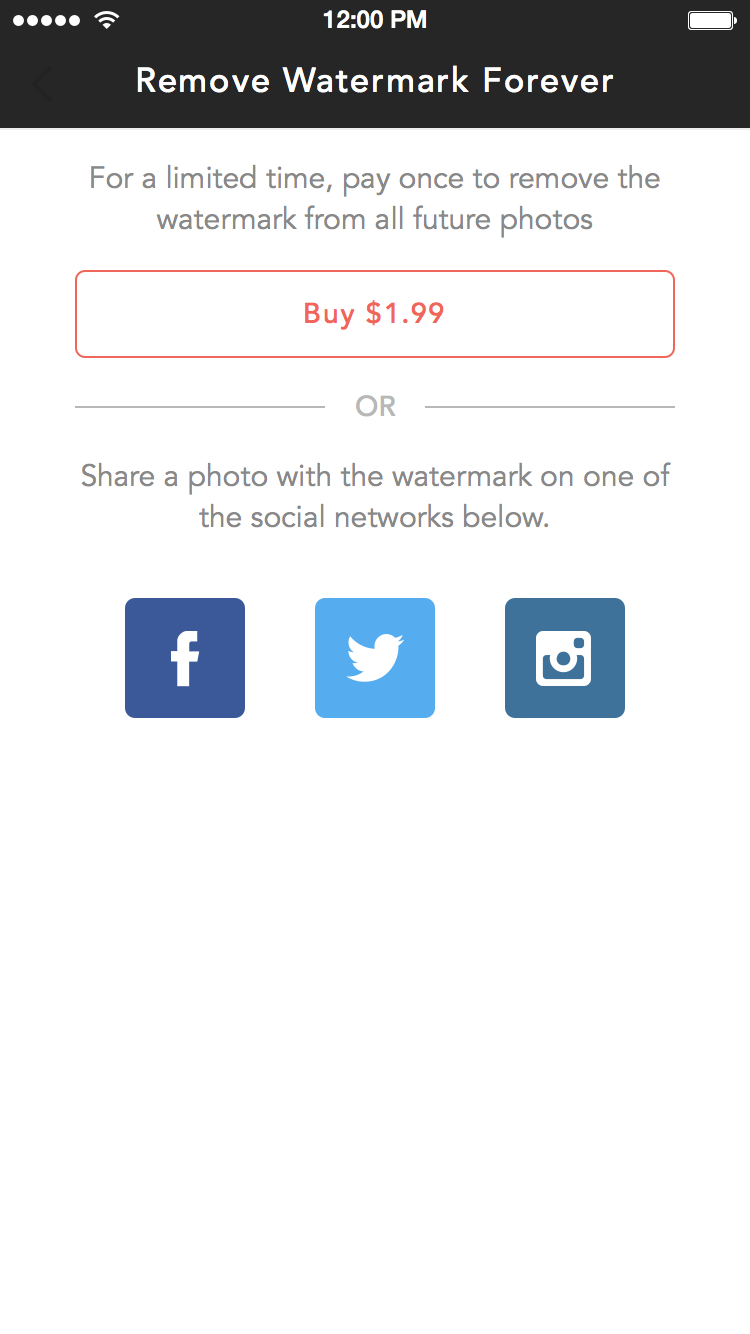 12:00 PM
Remove Watermark Forever
For a limited time, pay once to remove the
watermark from all future photos
Buy $1.99
OR
Share a photo with the watermark on one of
the social networks below.